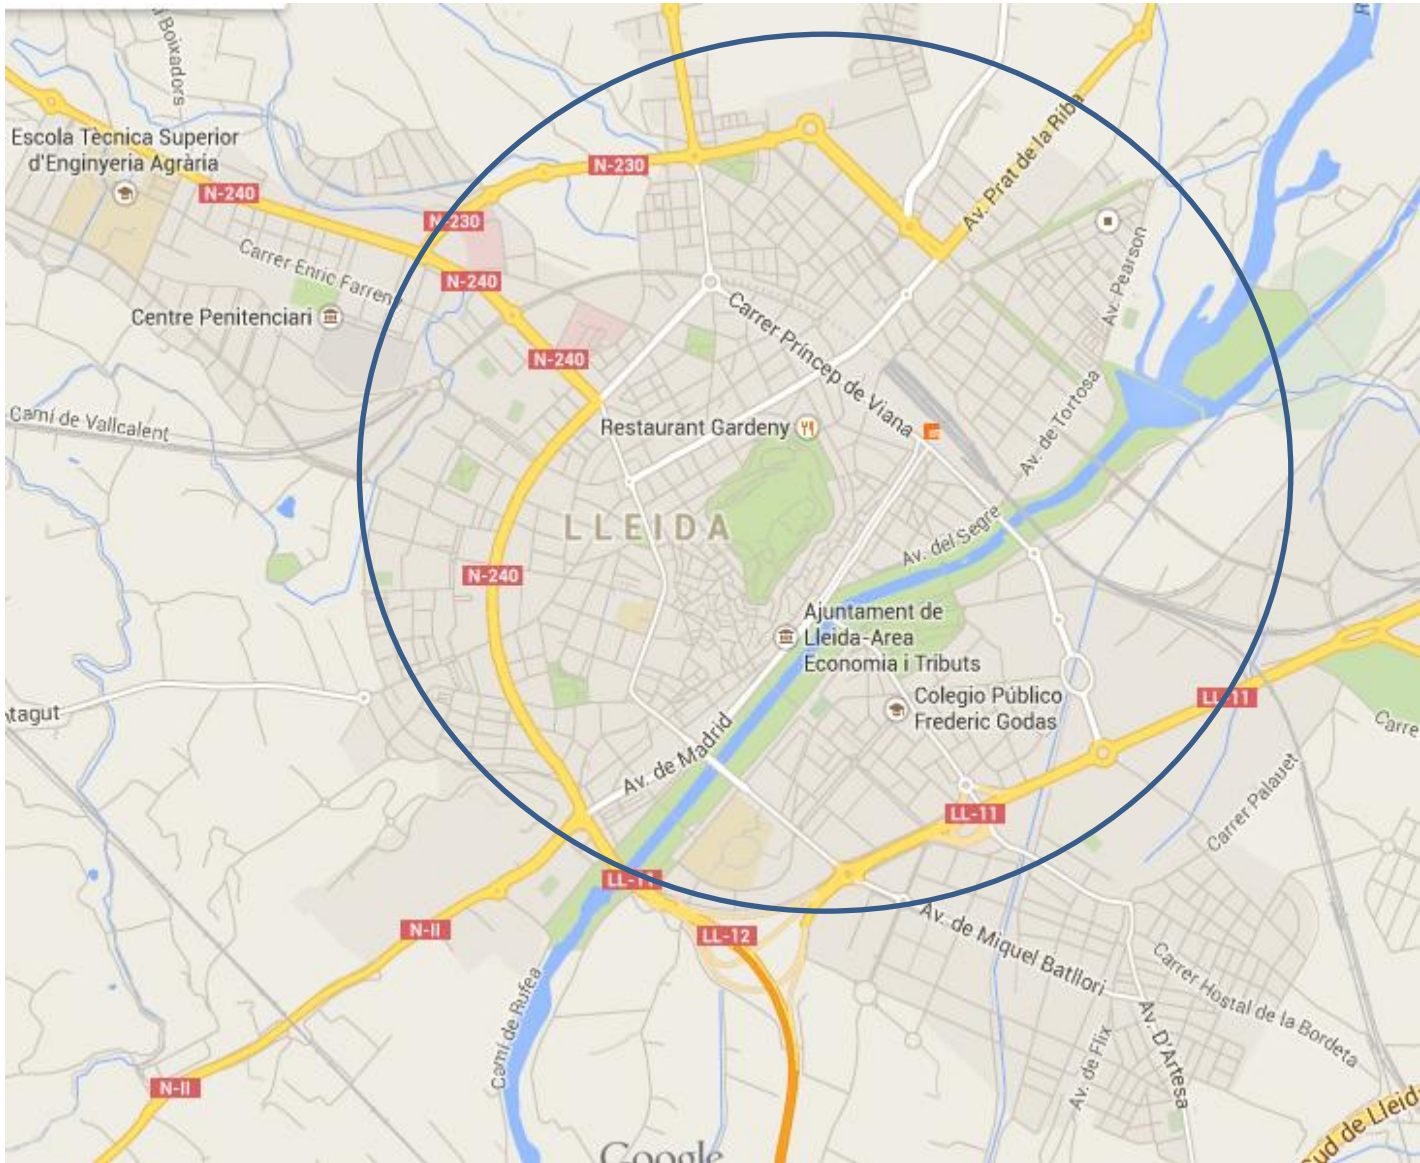 Boixadors
Escola Tècnica Superior
d'Enginyeria Agrària
N-240
N-230
N-230
Av. Prat de la Riba
Carrer Enric Farreny
N-240
Av. Pearson
Centre Penitenciari
Carrer Príncep de Viana
N-240
Camí de Vallcalent
Restaurant Gardeny
Av. de Tortosa
LLEIDA
Av. del Segre
N-240
Ajuntament de
Lleida-Area
Economia i Tributs
Colegio Público
Frederic Godas
LL-11
tagut
Carre
Av. de Madrid
LL-11
Carrer Palauet
LL-11
N-II
LL-12
Av. de Miquel Batllori
Carrer Hostal de la Bordeta
Camí de Rufea
Av. de Flix
Av. D'Artesa
N-II
ud de Lleid
Google